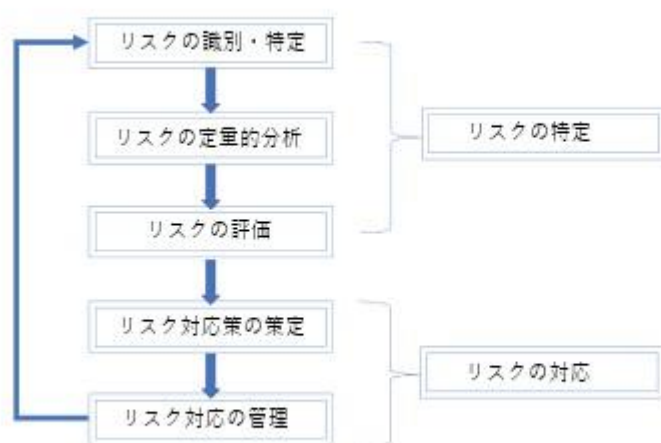 リスクの識別・特定
リスクの定量的分析
リスクの特定
リスクの評価
リスク対応策の策定
リスクの対応
リスク対応の管理